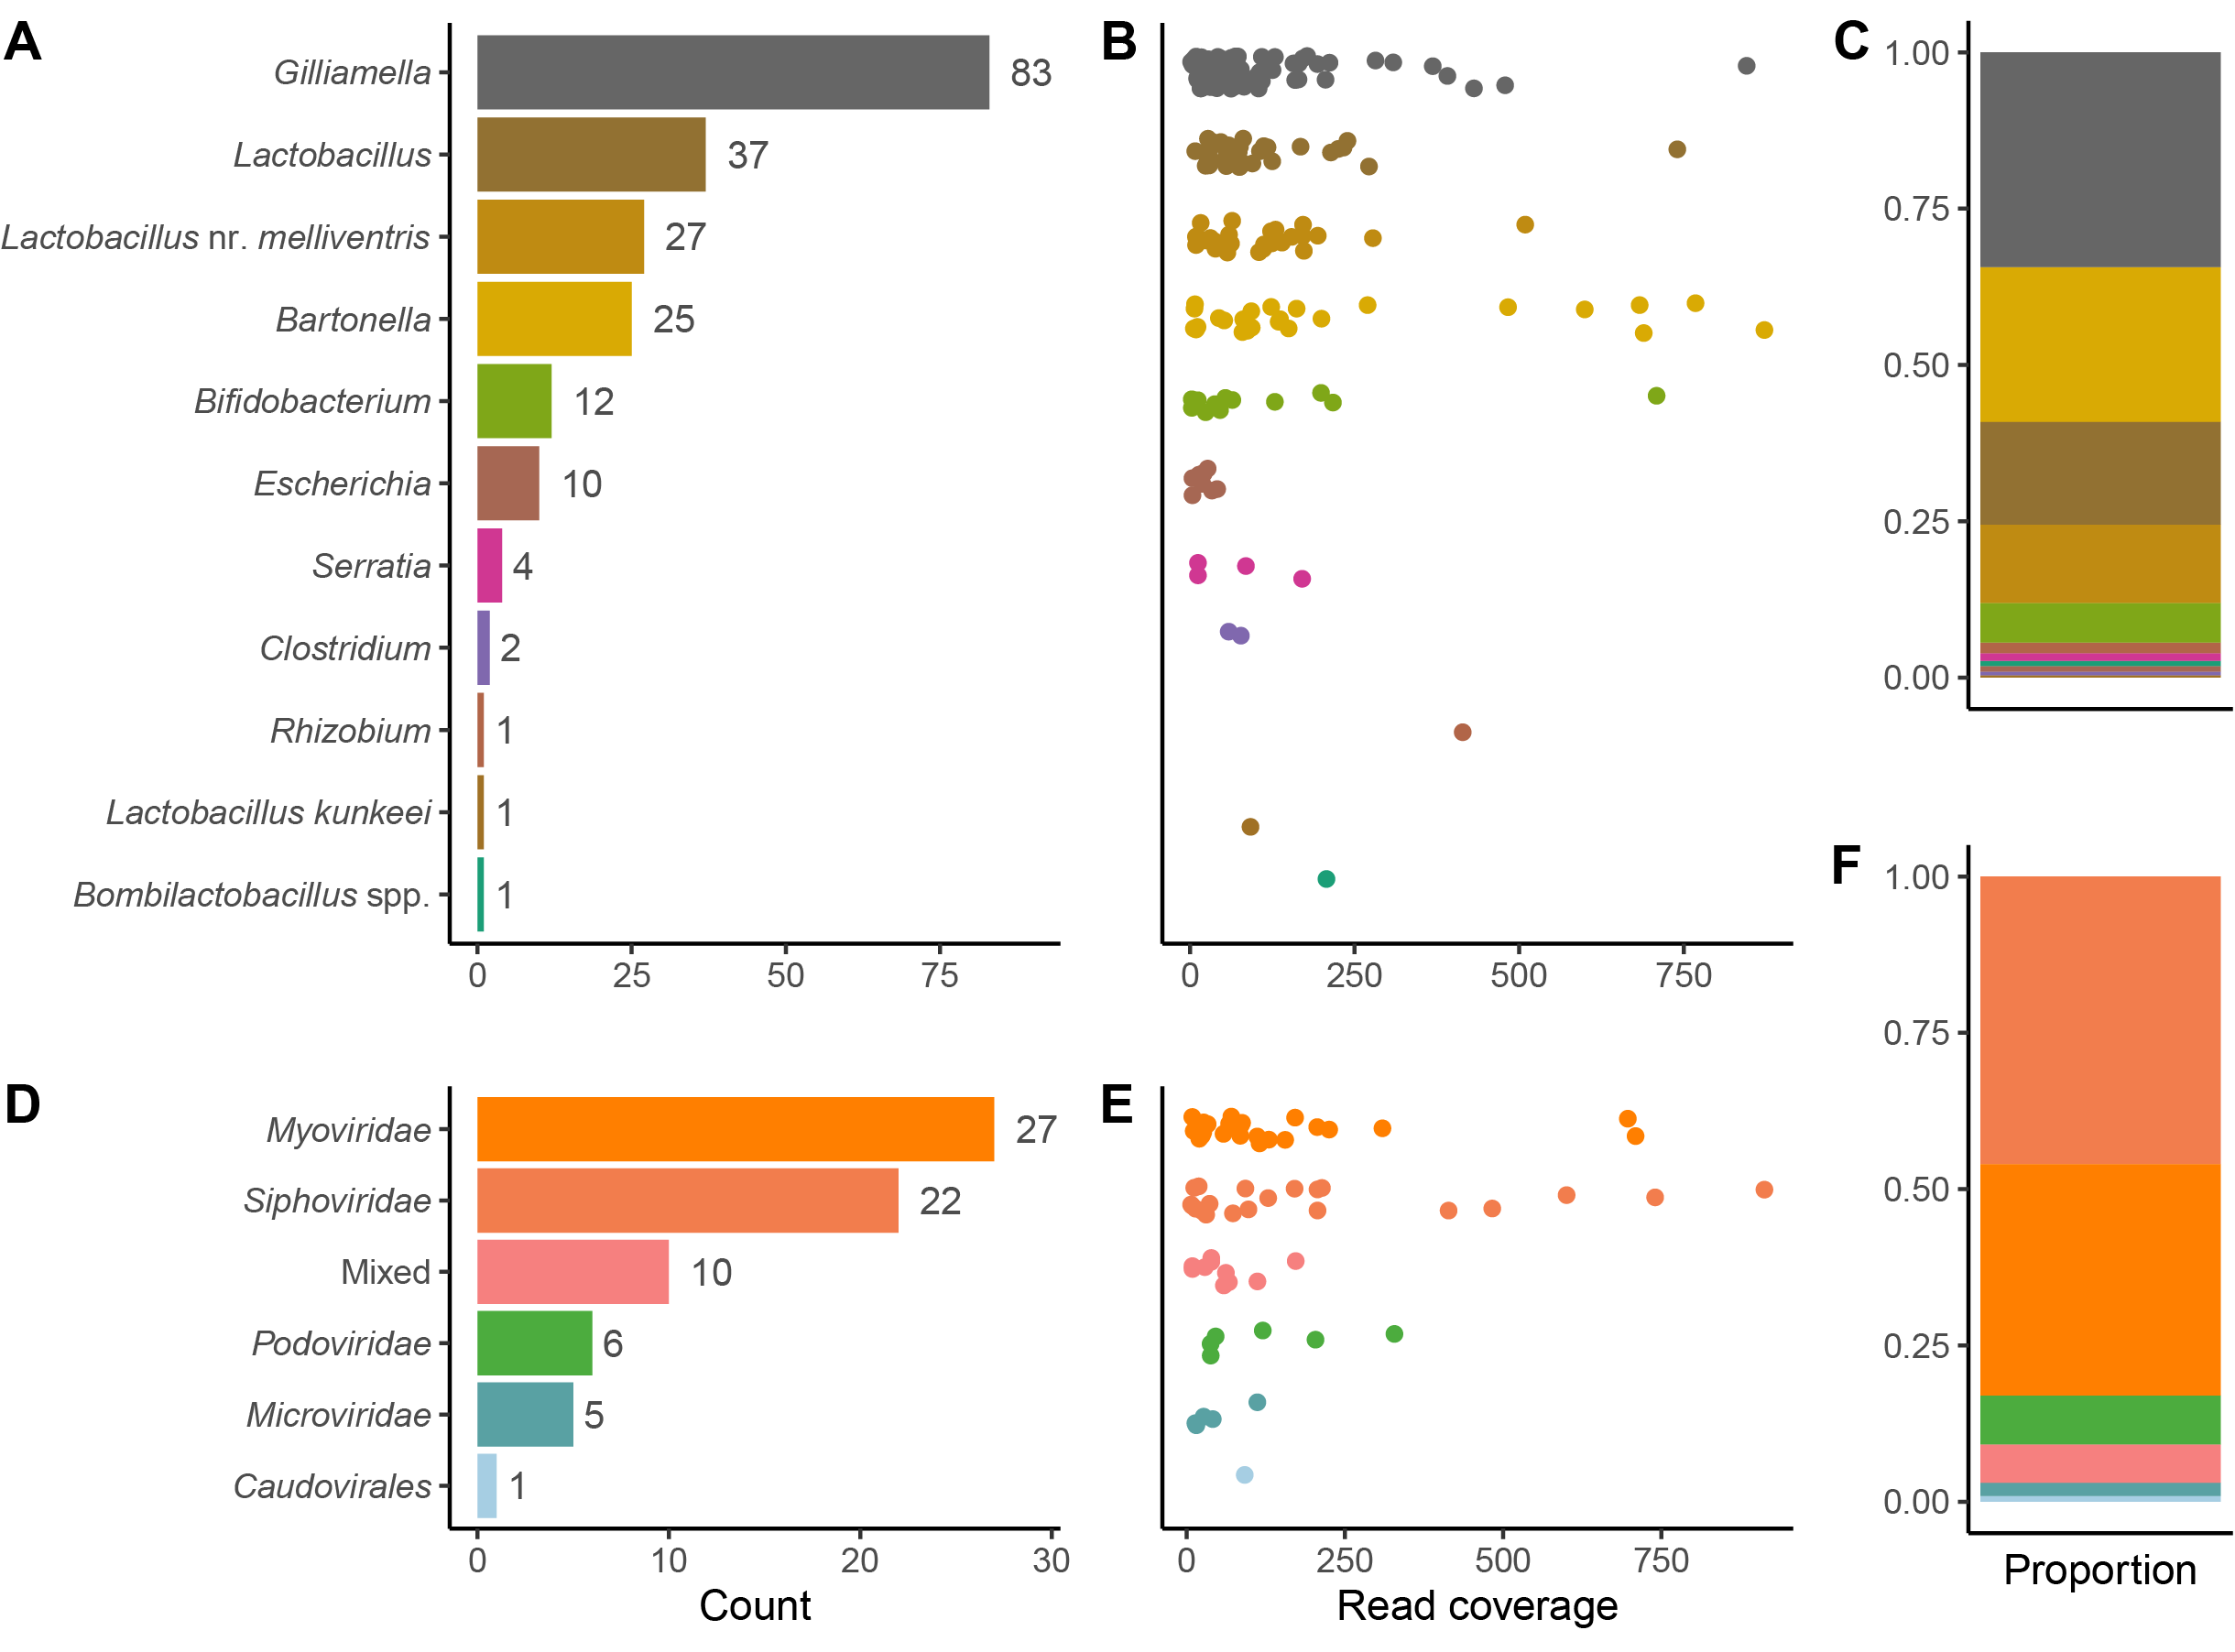 A
Gilliamella
83
Lactobacillus
37
Lactobacillus nr. melliventris
27
Bartonella
25
Bifidobacterium
12
Escherichia
10
Serratia
4
Clostridium
2
Rhizobium
1
Lactobacillus kunkeei
1
Bombilactobacillus spp.
1
0 25 50 75
B
0 250 500 750
C
1.00
0.75
0.50
0.25
0.00
D
Myoviridae
27
Siphoviridae
22
Mixed
10
Podoviridae
6
Microviridae
5
Caudovirales
1
0 10 20 30
Count
E
0 250 500 750
Read coverage
F
1.00
0.75
0.50
0.25
0.00
Proportion